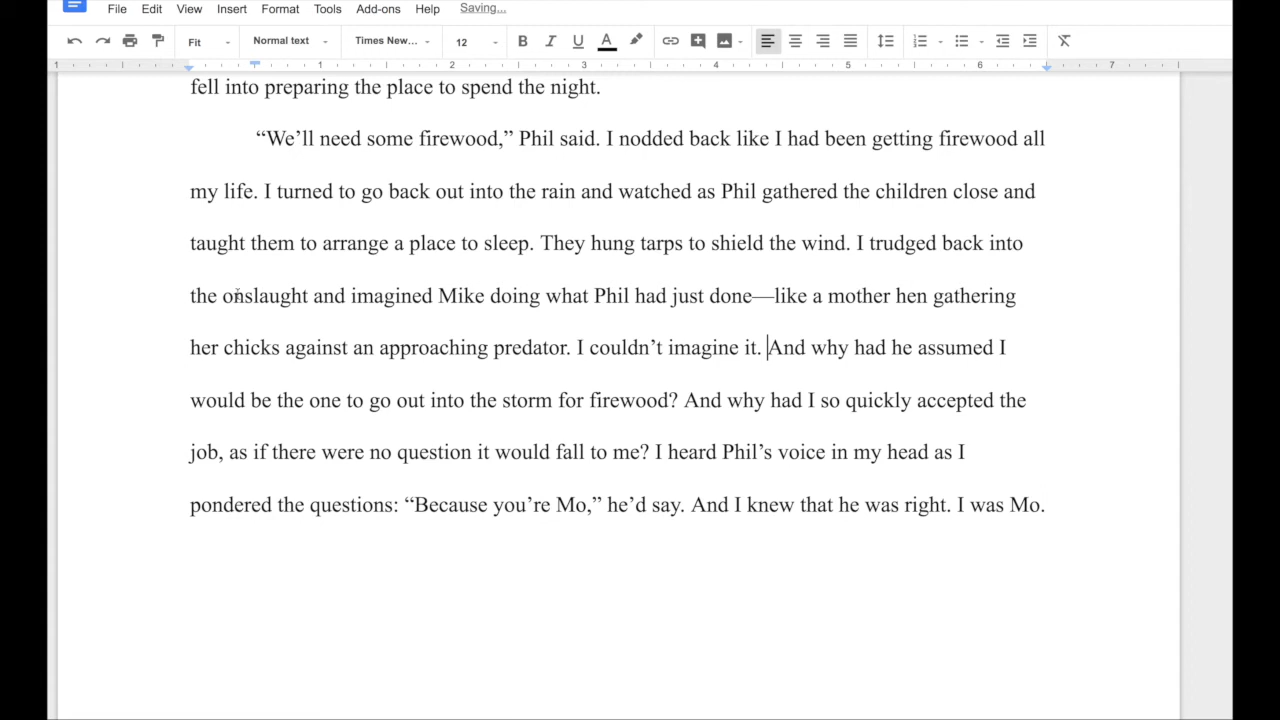 File Edit View Insert Format Tools Add-ons Help Saving...
Fit Normal text Times New... 12 B I U A
1 1 2 3 4 5 6 7
fell into preparing the place to spend the night.
“We’ll need some firewood,” Phil said. I nodded back like I had been getting firewood all
my life. I turned to go back out into the rain and watched as Phil gathered the children close and
taught them to arrange a place to sleep. They hung tarps to shield the wind. I trudged back into
the onslaught and imagined Mike doing what Phil had just done—like a mother hen gathering
her chicks against an approaching predator. I couldn’t imagine it. And why had he assumed I
would be the one to go out into the storm for firewood? And why had I so quickly accepted the
job, as if there were no question it would fall to me? I heard Phil’s voice in my head as I
pondered the questions: “Because you’re Mo,” he’d say. And I knew that he was right. I was Mo.